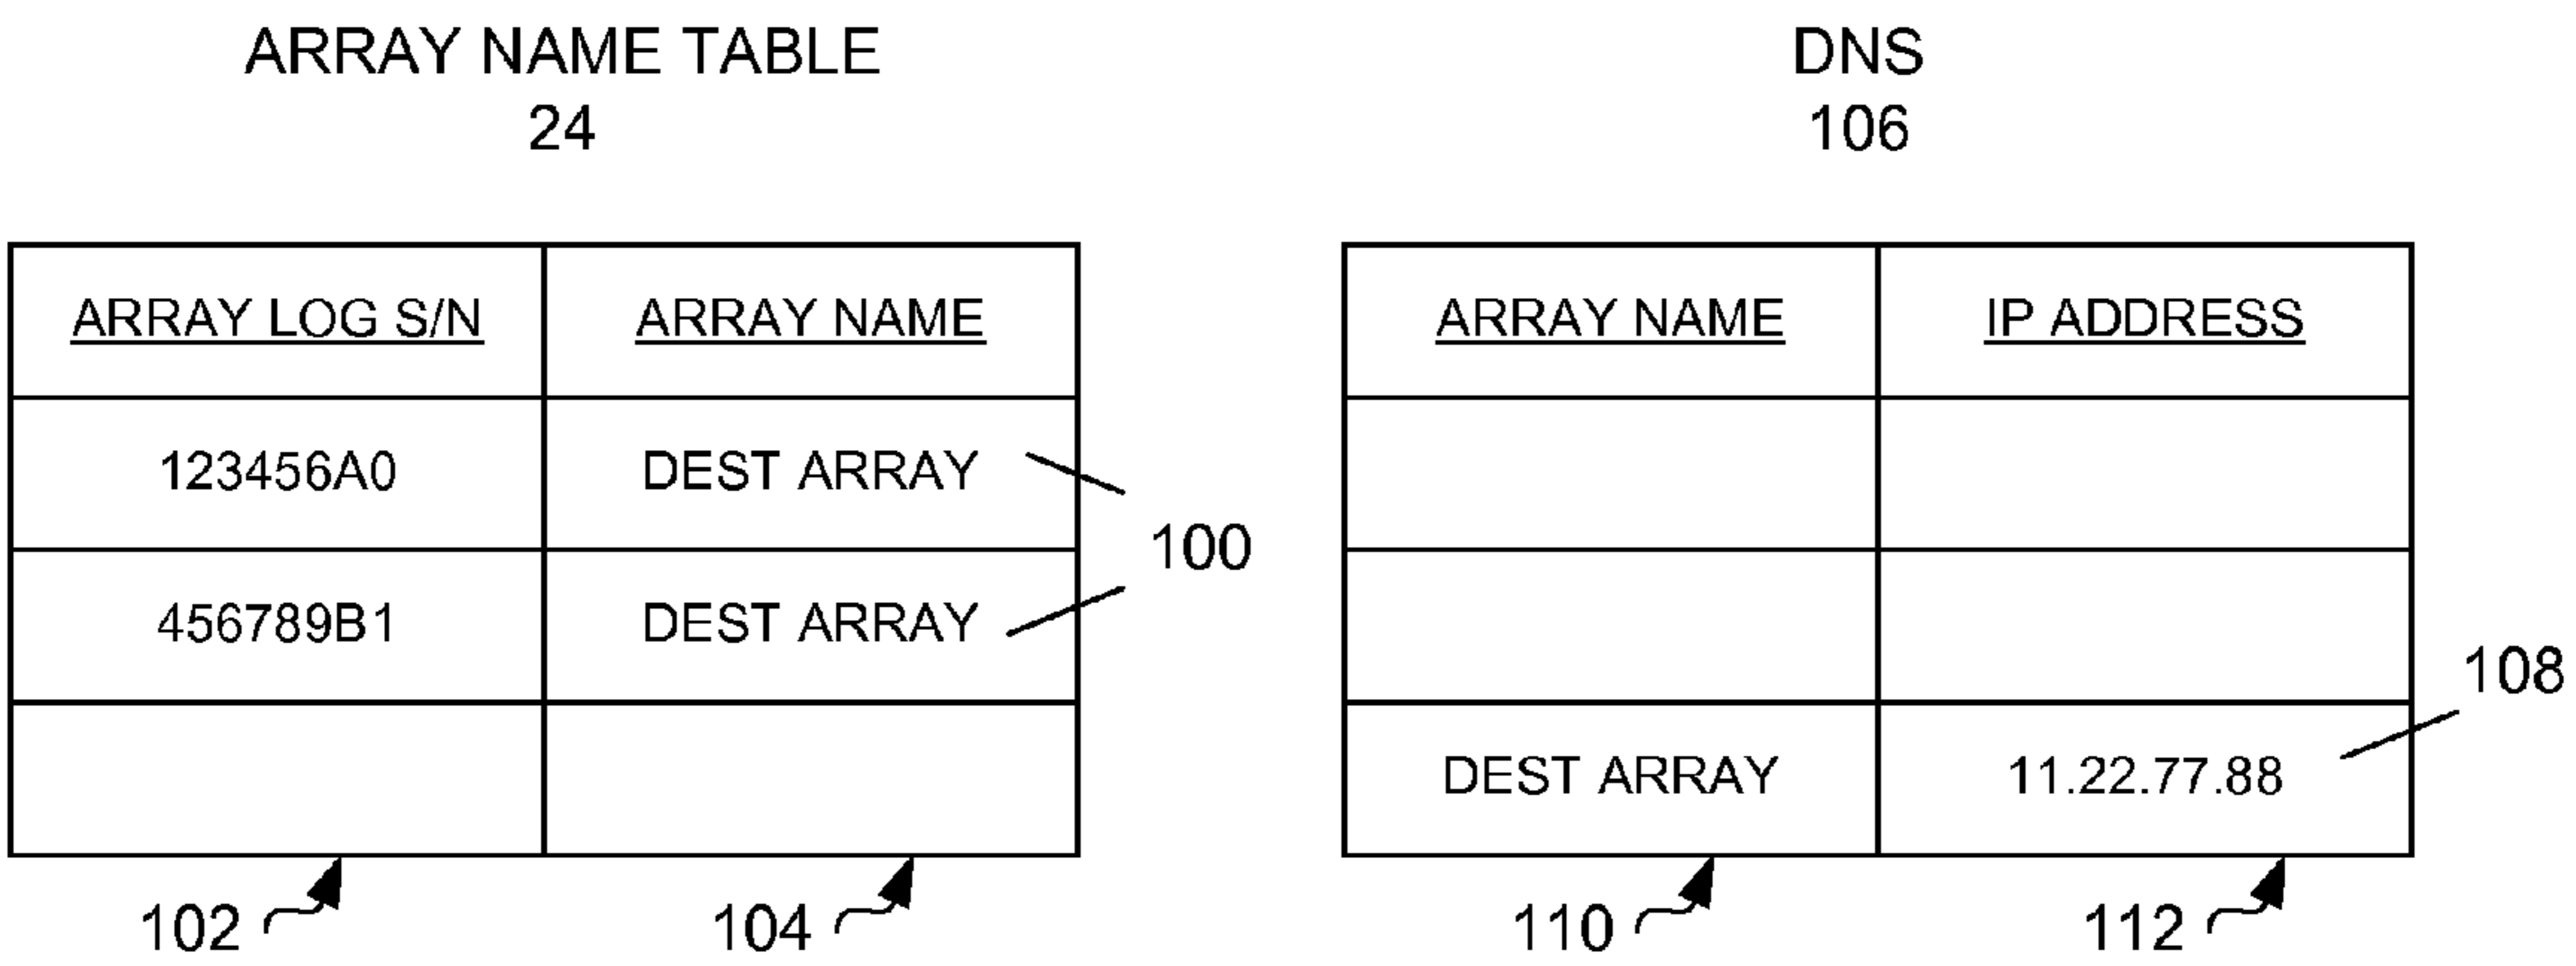 ARRAY NAME TABLE
24
DNS
106
ARRAY LOG S/N ARRAY NAME
123456A0 DEST ARRAY
456789B1 DEST ARRAY
100
102 104
ARRAY NAME IP ADDRESS
DEST ARRAY 11.22.77.88
108
110 112